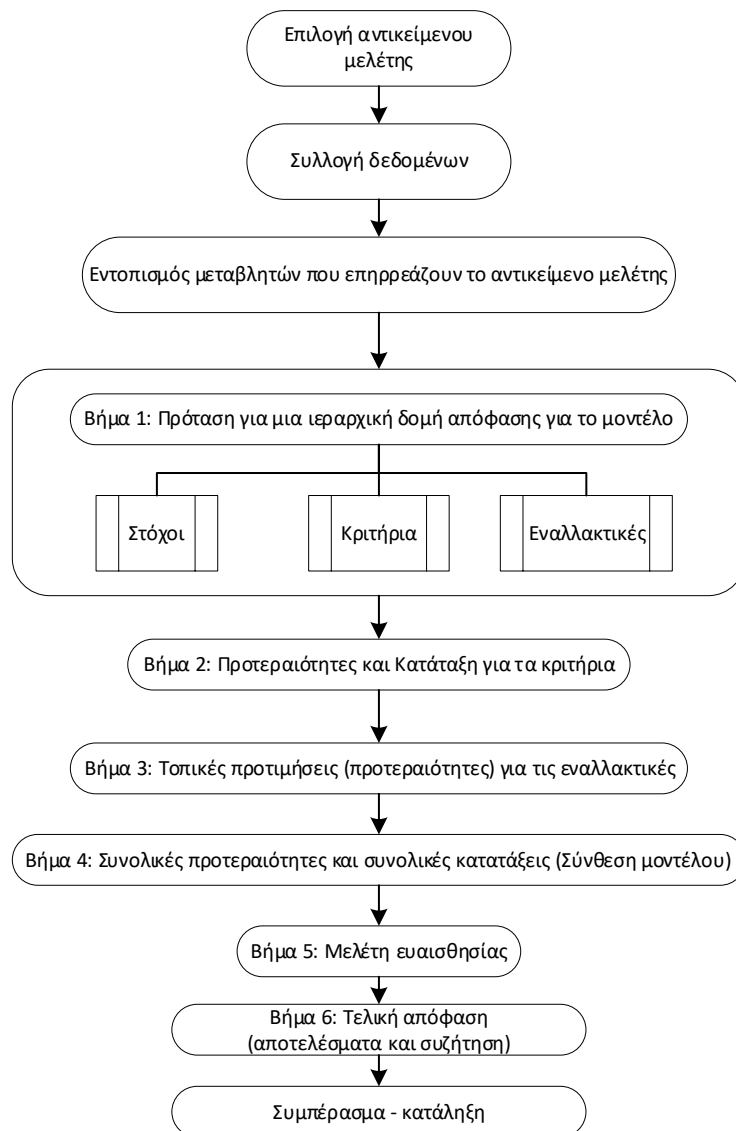 Επιλογή αντικείμενου
μελέτης
Συλλογή δεδομένων
Εντοπισμός μεταβλητών που επηρρεάζουν το αντικείμενο μελέτης
Βήμα 1: Πρόταση για μια ιεραρχική δομή απόφασης για το μοντέλο
Στόχοι
Κριτήρια
Εναλλακτικές
Βήμα 2: Προτεραιότητες και Κατάταξη για τα κριτήρια
Βήμα 3: Τοπικές προτιμήσεις (προτεραιότητες) για τις εναλλακτικές
Βήμα 4: Συνολικές προτεραιότητες και συνολικές κατατάξεις (Σύνθεση μοντέλου)
Βήμα 5: Μελέτη ευαισθησίας
Βήμα 6: Τελική απόφαση
(αποτελέσματα και συζήτηση)
Συμπέρασμα - κατάληξη